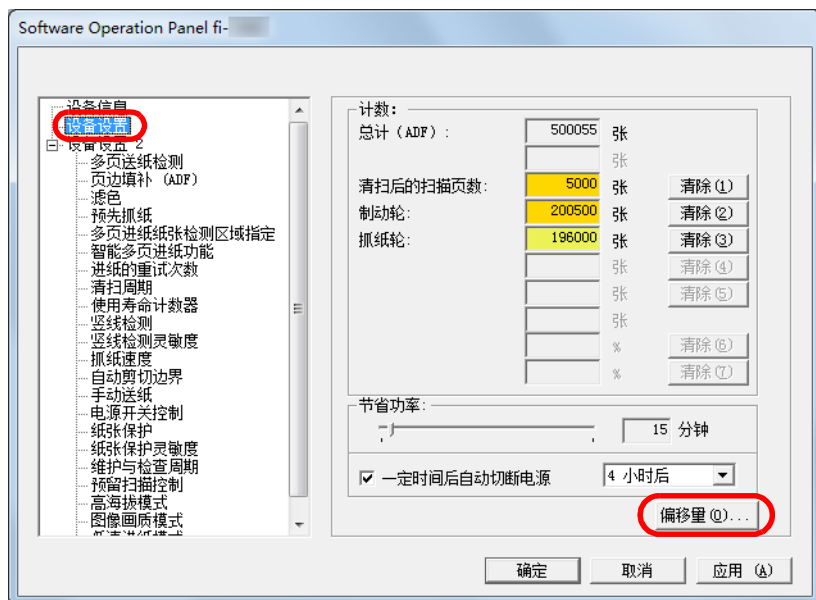 Software Operation Panel fi-
设备信息
设备设置
设备设置 2
多页送纸检测
页边填补 (ADF)
滤色
预先抓纸
多页进纸纸张检测区域指定
智能多页进纸功能
进纸的重试次数
清扫周期
使用寿命计数器
竖线检测
竖线检测灵敏度
抓纸速度
自动剪切边界
手动送纸
电源开关控制
纸张保护
纸张保护灵敏度
维护与检查周期
预留扫描控制
高海拔模式
图像画质模式
低速进纸模式
计数:
总计 (ADF) : 500055 张
张
清扫后的扫描页数: 5000 张 清除(1)
制动轮: 200500 张 清除(2)
抓纸轮: 196000 张 清除(3)
张 清除(4)
张 清除(5)
张
% 清除(6)
% 清除(7)
节省功率:
15 分钟
一定时间后自动切断电源 4 小时后
偏移量(O)...
确定 取消 应用 (A)